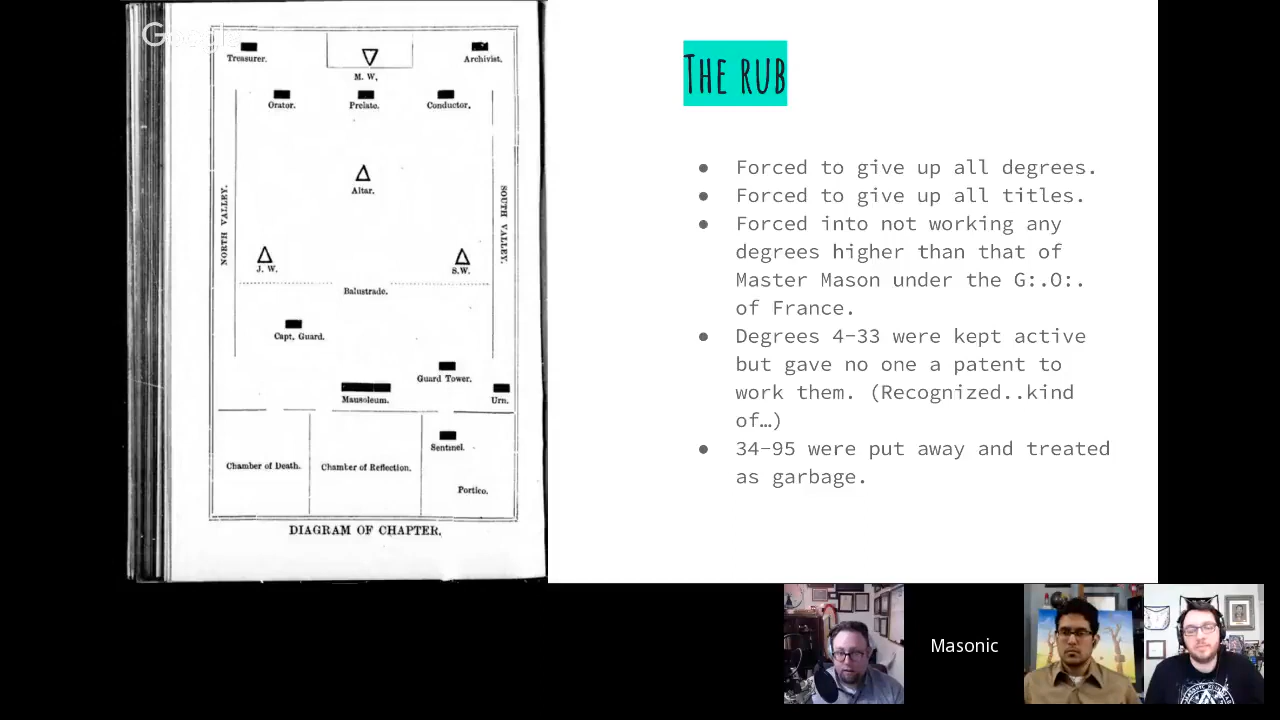 Google
Treasurer.
M. W.
Archivist.
Orator.
Prelate.
Conductor.
Altar.
NORTH VALLEY.
SOUTH VALLEY.
J. W.
S.W.
Balustrade.
Capt. Guard.
Guard Tower.
Mausoleum.
Urn.
Sentinel.
Chamber of Death.
Chamber of Reflection.
Portico.
DIAGRAM OF CHAPTER.
THE RUB
● Forced to give up all degrees.
● Forced to give up all titles.
● Forced into not working any
degrees higher than that of
Master Mason under the G:.O:.
of France.
● Degrees 4-33 were kept active
but gave no one a patent to
work them. (Recognized..kind
of…)
● 34-95 were put away and treated
as garbage.
Masonic